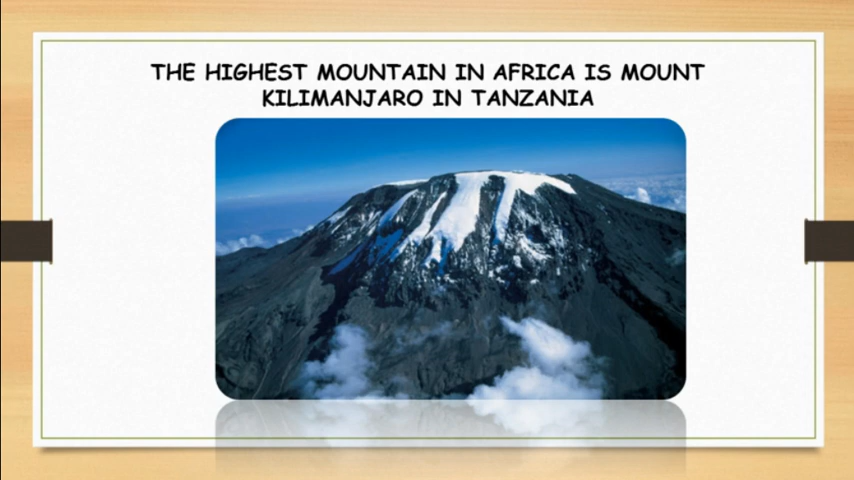 THE HIGHEST MOUNTAIN IN AFRICA IS MOUNT
KILIMANJARO IN TANZANIA